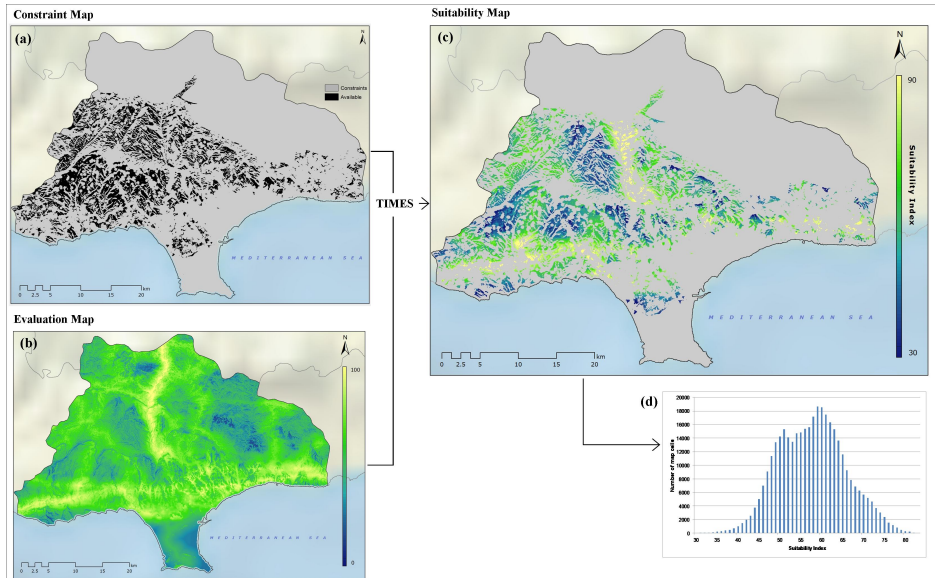 Constraint Map
(a)
N
Constraints
Available
MEDITERRANEAN SEA
0 2.5 5 10 15 20 km
TIMES
Evaluation Map
(b)
N
100
0
MEDITERRANEAN SEA
0 2.5 5 10 15 20 km
Suitability Map
(c)
N
90
Suitability Index
30
MEDITERRANEAN SEA
0 2.5 5 10 15 20 km
(d)
Number of map cells
20000
18000
16000
14000
12000
10000
8000
6000
4000
2000
0
30 35 40 45 50 55 60 65 70 75 80
Suitability Index